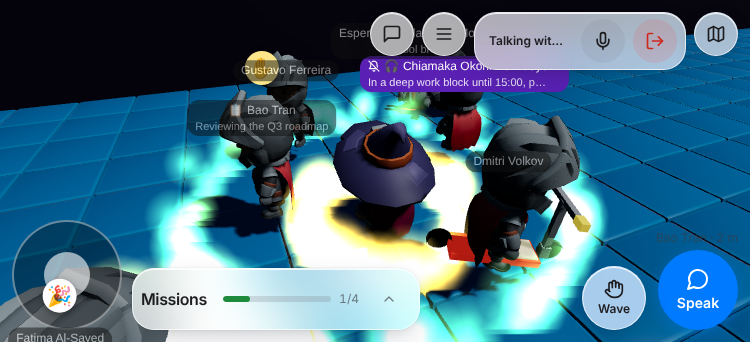 Talking wit...
Gustavo Ferreira
Chiamaka Okon
In a deep work block until 15:00, p...
Bao Tran
Reviewing the Q3 roadmap
Dmitri Volkov
Missions
1/4
Wave
Speak
Fatima Al-Sayed